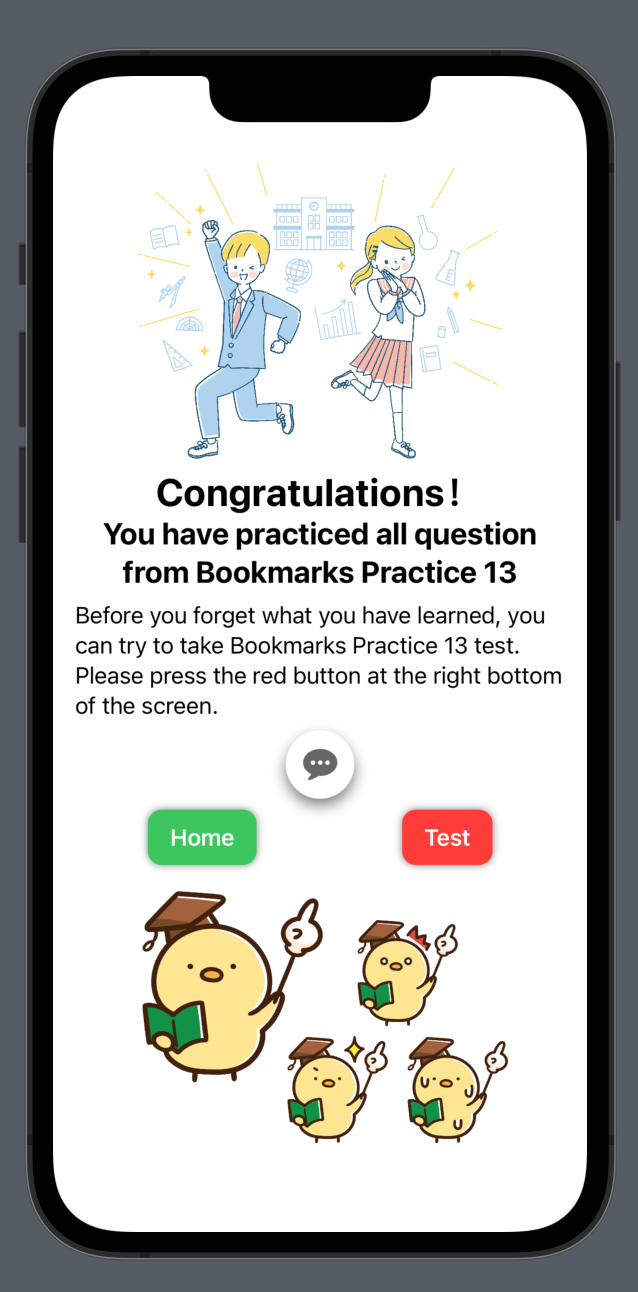 Congratulations！
You have practiced all question
from Bookmarks Practice 13
Before you forget what you have learned, you
can try to take Bookmarks Practice 13 test.
Please press the red button at the right bottom
of the screen.
Home
Test